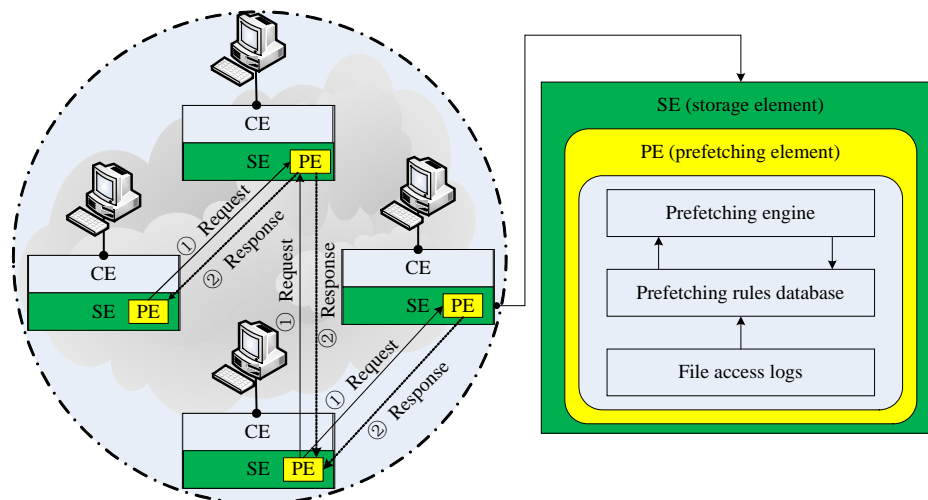 CE
SE PE
CE
SE PE
CE
SE PE
CE
SE PE
① Request
② Response
① Request
② Response
① Request
② Response
SE (storage element)
PE (prefetching element)
Prefetching engine
Prefetching rules database
File access logs